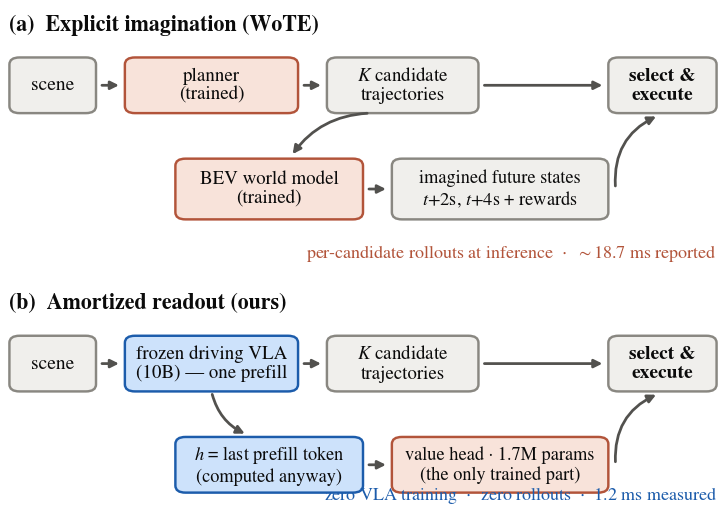 (a) Explicit imagination (WoTE)
scene
planner
(trained)
K candidate
trajectories
select &
execute
BEV world model
(trained)
imagined future states
t+2s, t+4s + rewards
per-candidate rollouts at inference · ~18.7 ms reported
(b) Amortized readout (ours)
scene
frozen driving VLA
(10B) — one prefill
K candidate
trajectories
select &
execute
h = last prefill token
(computed anyway)
value head · 1.7M params
(the only trained part)
zero VLA training · zero rollouts · 1.2 ms measured